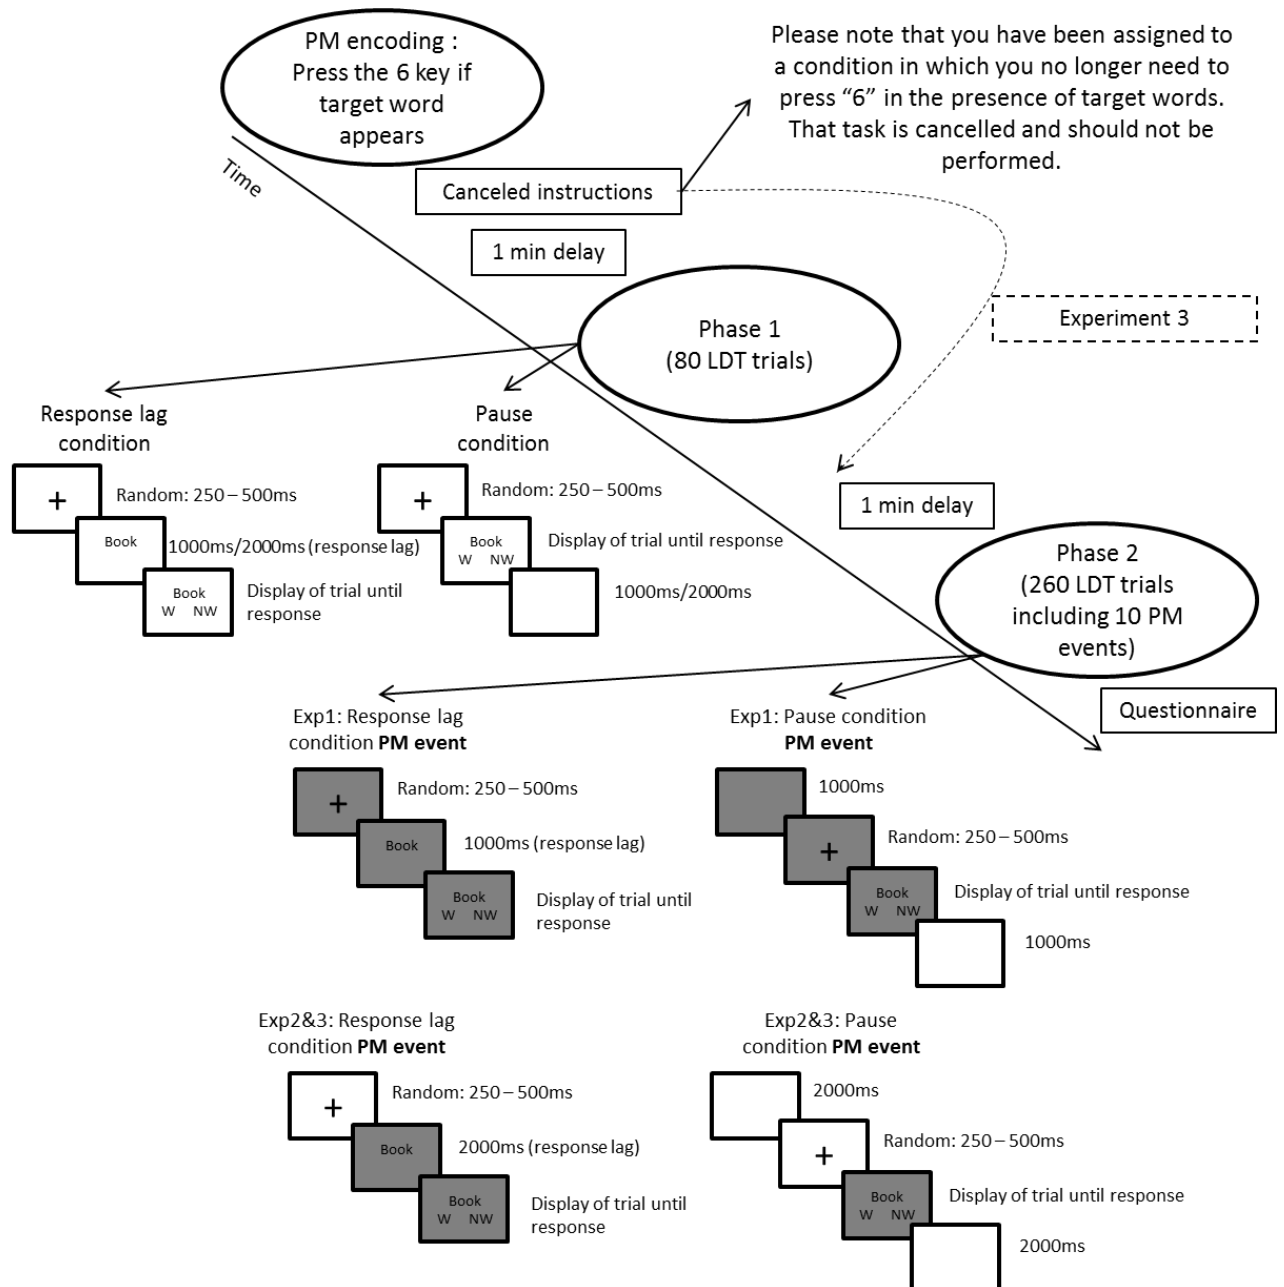 PM encoding :
Press the 6 key if
target word
appears
Please note that you have been assigned to
a condition in which you no longer need to
press “6” in the presence of target words.
That task is cancelled and should not be
performed.
Time
Canceled instructions
1 min delay
Experiment 3
Phase 1
(80 LDT trials)
Response lag
condition
+
Random: 250 – 500ms
Book
1000ms/2000ms (response lag)
Book
W NW
Display of trial until
response
Pause
condition
+
Random: 250 – 500ms
Book
W NW
Display of trial until response
1000ms/2000ms
1 min delay
Phase 2
(260 LDT trials
including 10 PM
events)
Questionnaire
Exp1: Response lag
condition PM event
+
Random: 250 – 500ms
Book
1000ms (response lag)
Book
W NW
Display of trial until
response
Exp1: Pause condition
PM event
1000ms
+
Random: 250 – 500ms
Book
W NW
Display of trial until response
1000ms
Exp2&3: Response lag
condition PM event
+
Random: 250 – 500ms
Book
2000ms (response lag)
Book
W NW
Display of trial until
response
Exp2&3: Pause
condition PM event
2000ms
+
Random: 250 – 500ms
Book
W NW
Display of trial until response
2000ms